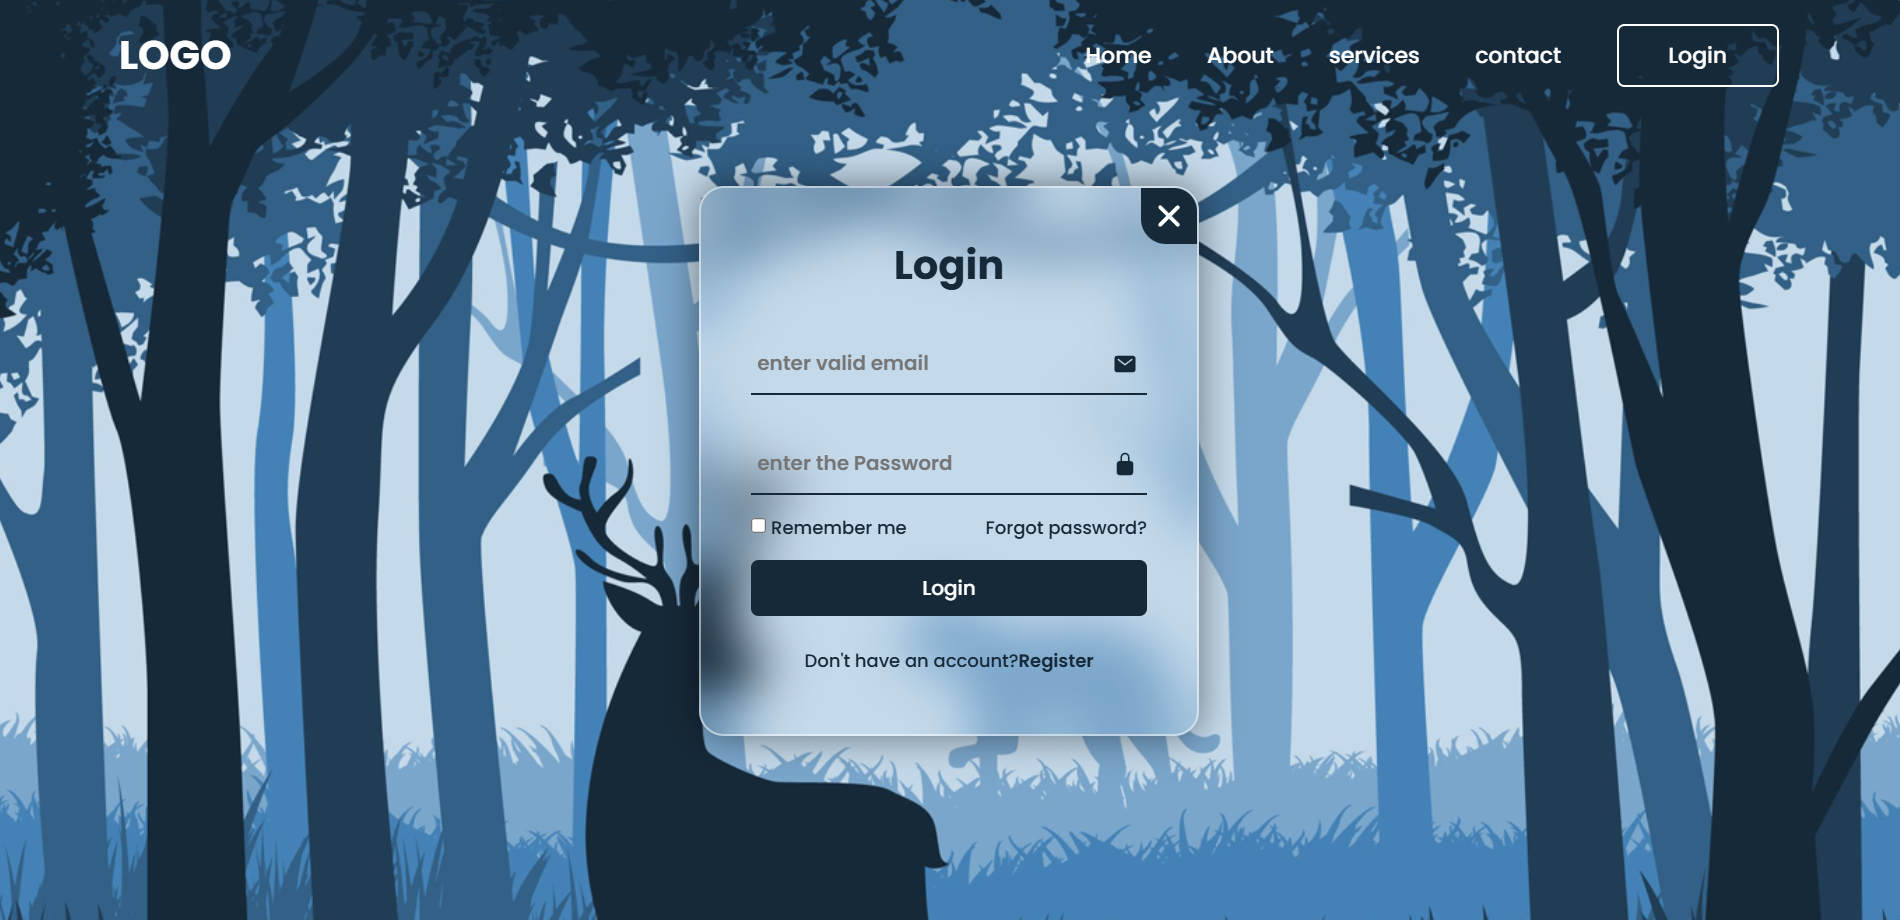 LOGO Home About services contact Login
Login
enter valid email
enter the Password
Remember me Forgot password?
Login
Don't have an account?Register